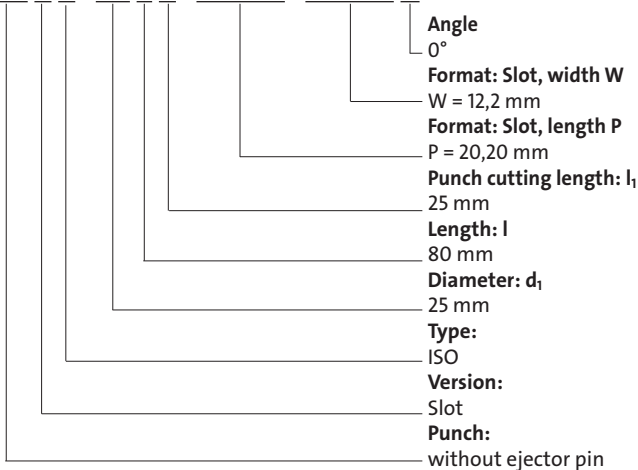 Angle
0°
Format: Slot, width W
W = 12,2 mm
Format: Slot, length P
P = 20,20 mm
Punch cutting length: l₁
25 mm
Length: l
80 mm
Diameter: d₁
25 mm
Type:
ISO
Version:
Slot
Punch:
without ejector pin